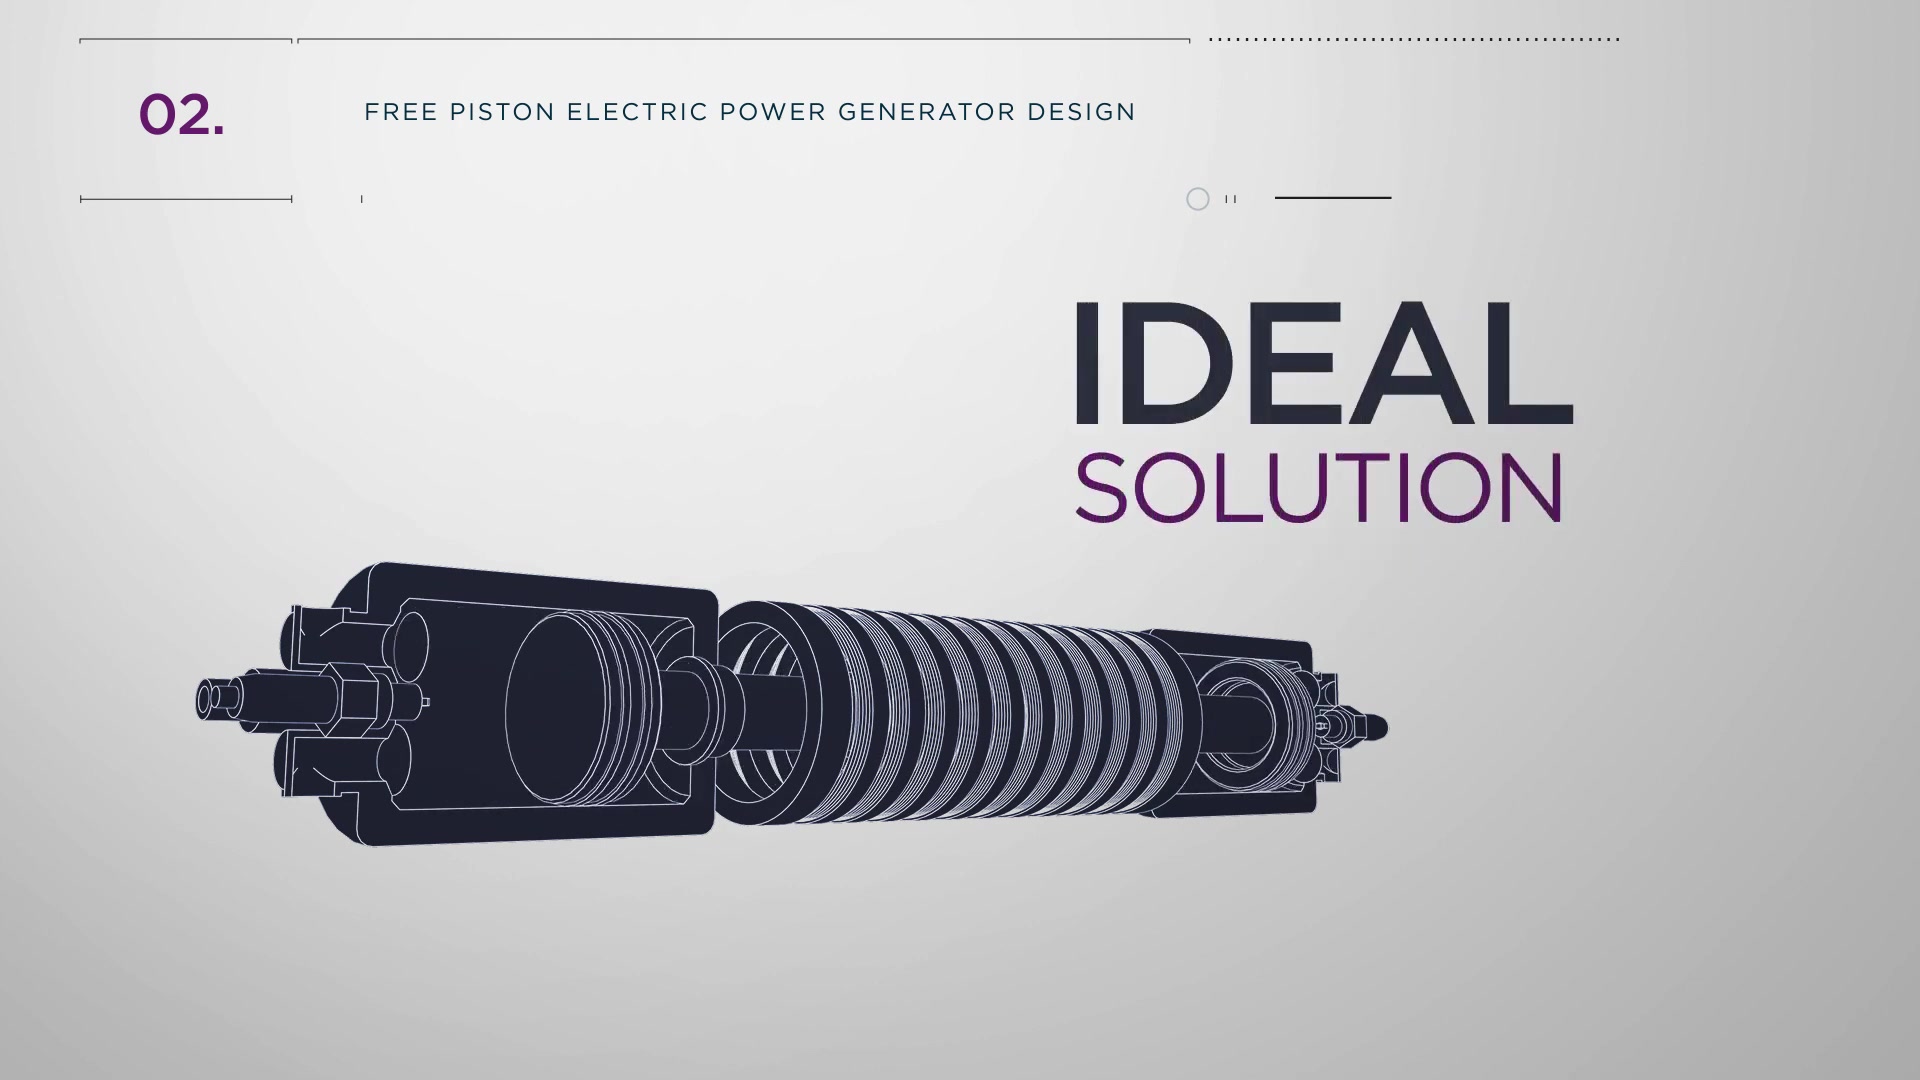 02.
FREE PISTON ELECTRIC POWER GENERATOR DESIGN
IDEAL
SOLUTION